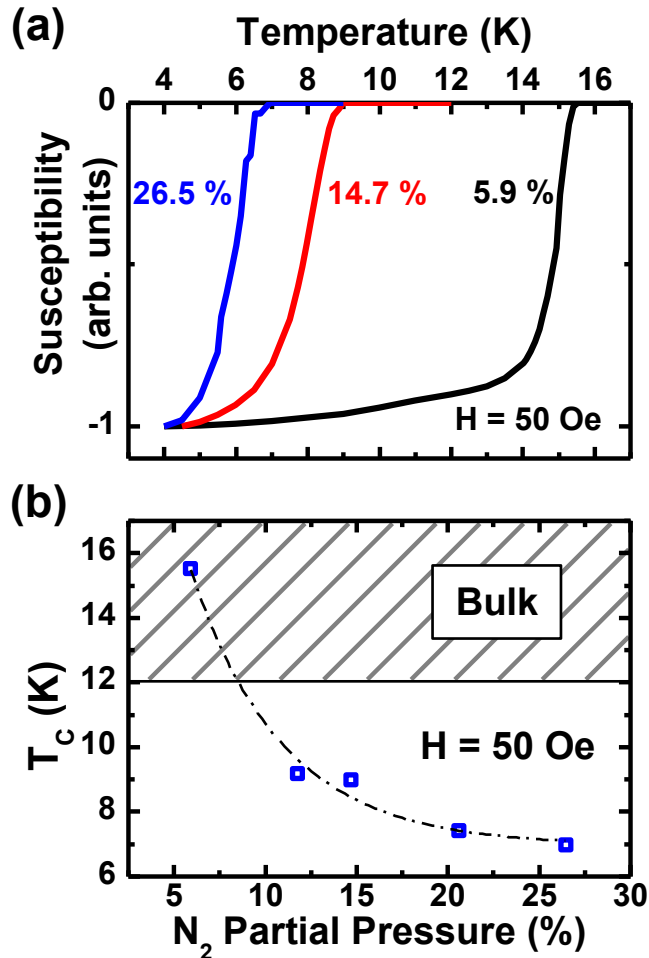 (a)
Temperature (K)
4 6 8 10 12 14 16
0
-1
Susceptibility
(arb. units)
26.5 %
14.7 %
5.9 %
H = 50 Oe
(b)
16
14
12
10
8
6
T_C (K)
Bulk
H = 50 Oe
5 10 15 20 25 30
N₂ Partial Pressure (%)